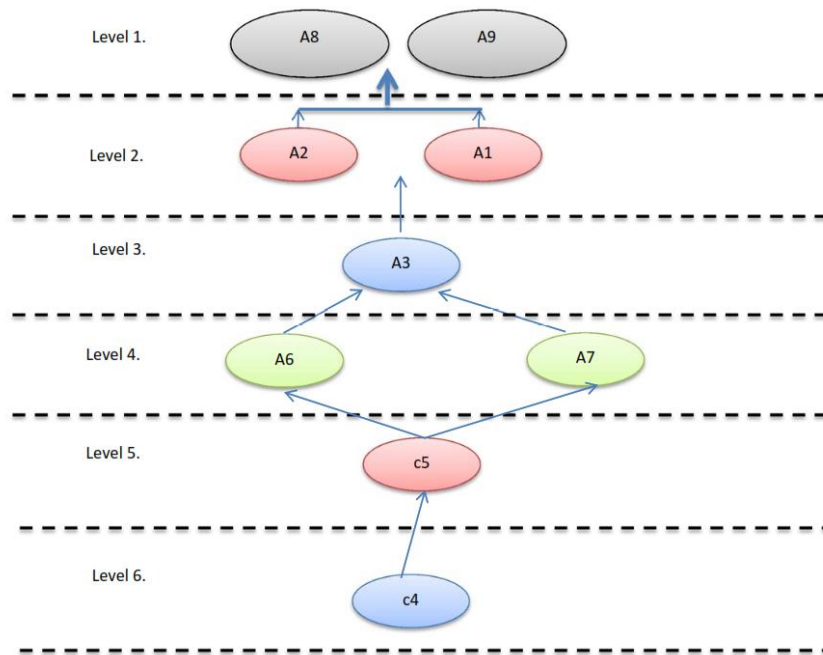 Level 1.
A8
A9
Level 2.
A2
A1
Level 3.
A3
Level 4.
A6
A7
Level 5.
c5
Level 6.
c4